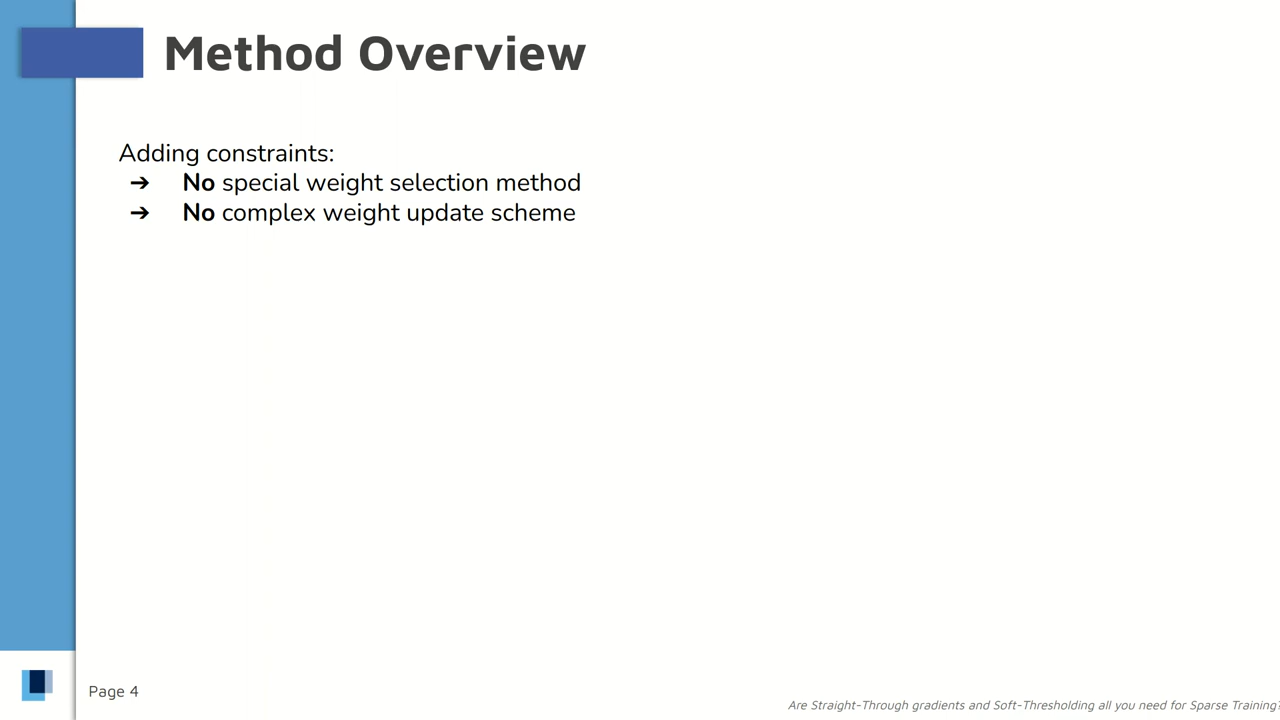 Method Overview
Adding constraints:
➔ No special weight selection method
➔ No complex weight update scheme
Page 4
Are Straight-Through gradients and Soft-Thresholding all you need for Sparse Training?